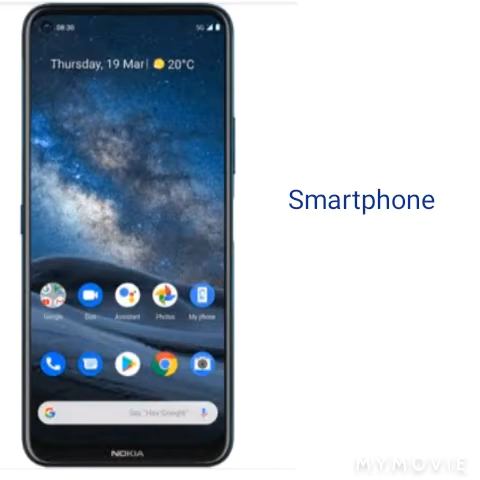 08:30 5G
Thursday, 19 Mar | 20°C
Smartphone
Google Duo Assistant Photos My phone
G Say "Hey Google"
NOKIA
MYMOVIE